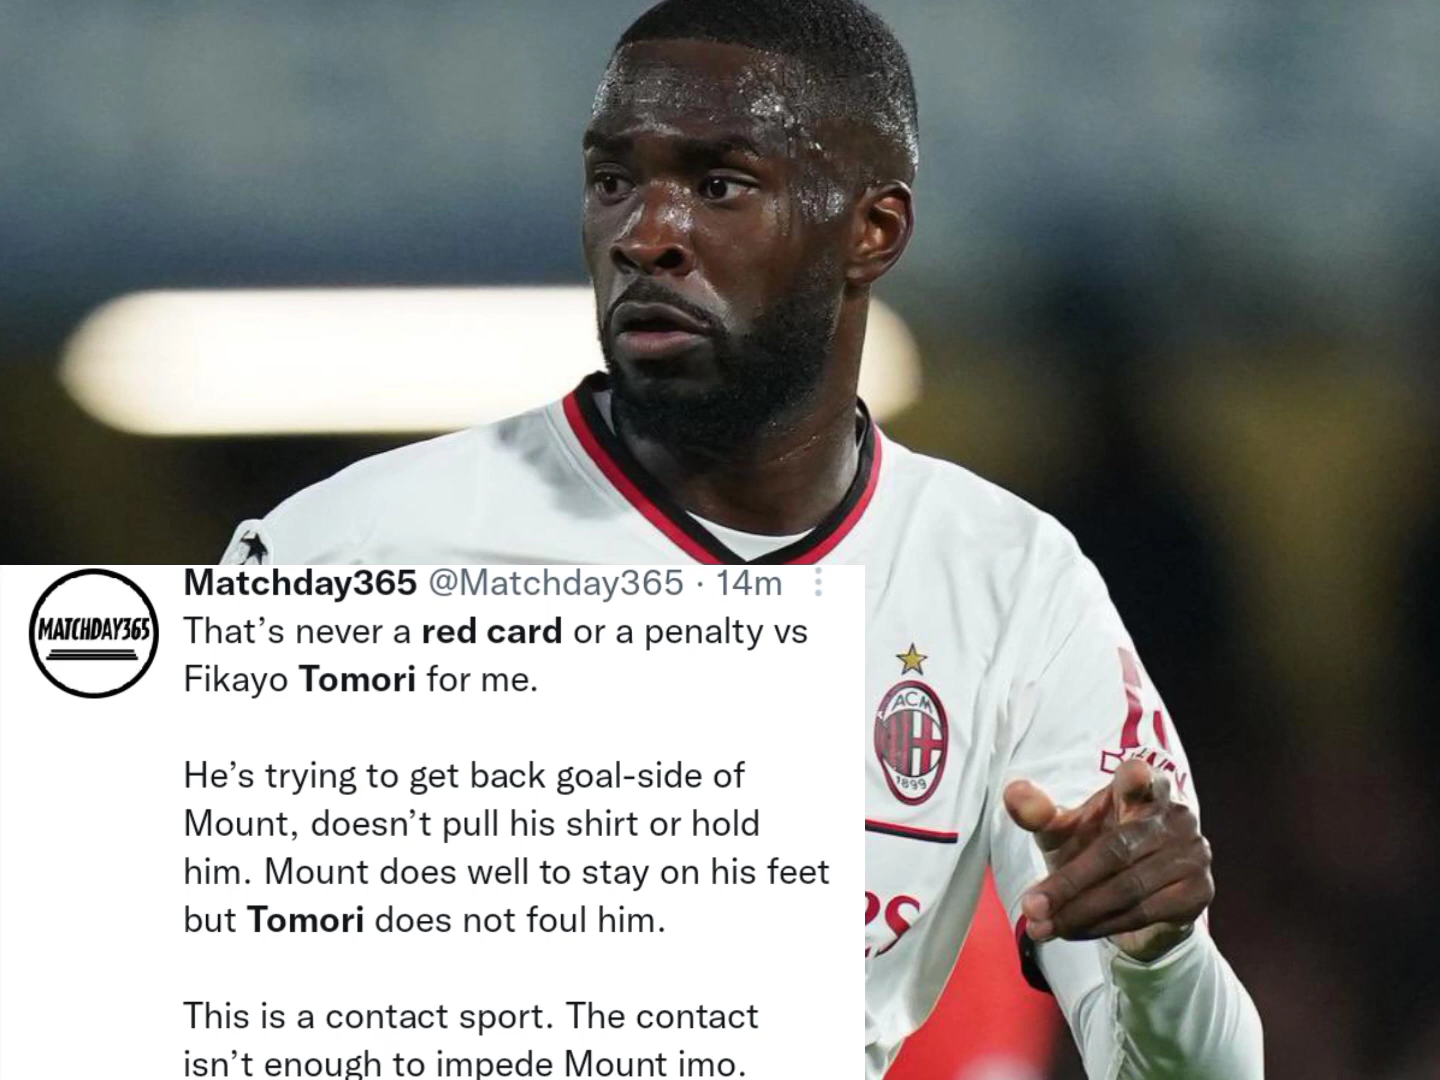 MATCHDAY365
Matchday365 @Matchday365 · 14m
That’s never a red card or a penalty vs
Fikayo Tomori for me.
He’s trying to get back goal-side of
Mount, doesn’t pull his shirt or hold
him. Mount does well to stay on his feet
but Tomori does not foul him.
This is a contact sport. The contact
isn’t enough to impede Mount imo.
ACM
1899